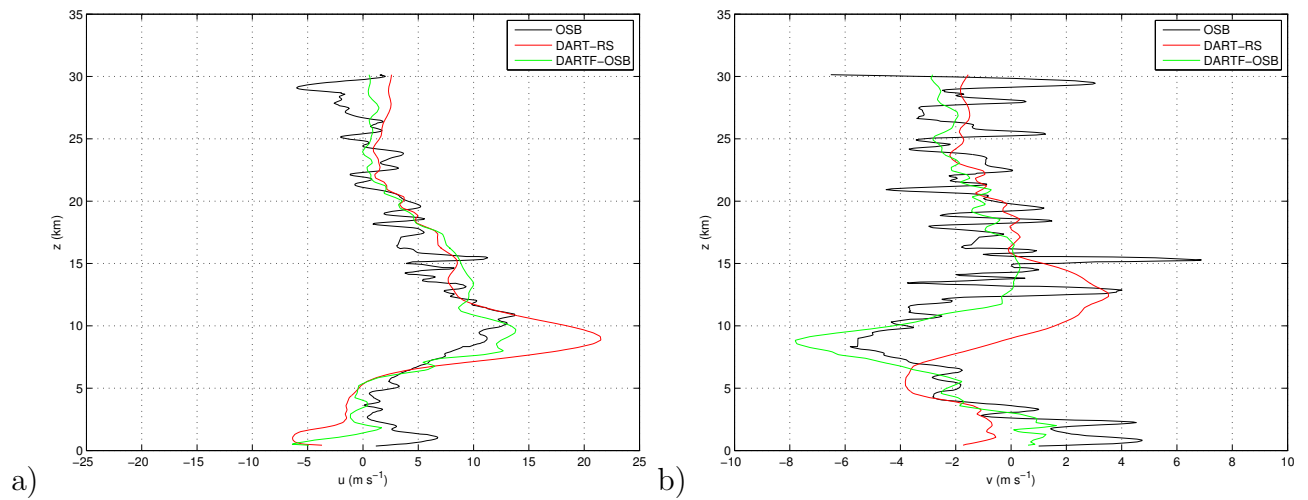 35
30
25
20
15
10
5
0
z (km)
−25 −20 −15 −10 −5 0 5 10 15 20 25
u (m s⁻¹)
OSB
DART−RS
DARTF−OSB
a)
35
30
25
20
15
10
5
0
z (km)
−10 −8 −6 −4 −2 0 2 4 6 8 10
v (m s⁻¹)
OSB
DART−RS
DARTF−OSB
b)